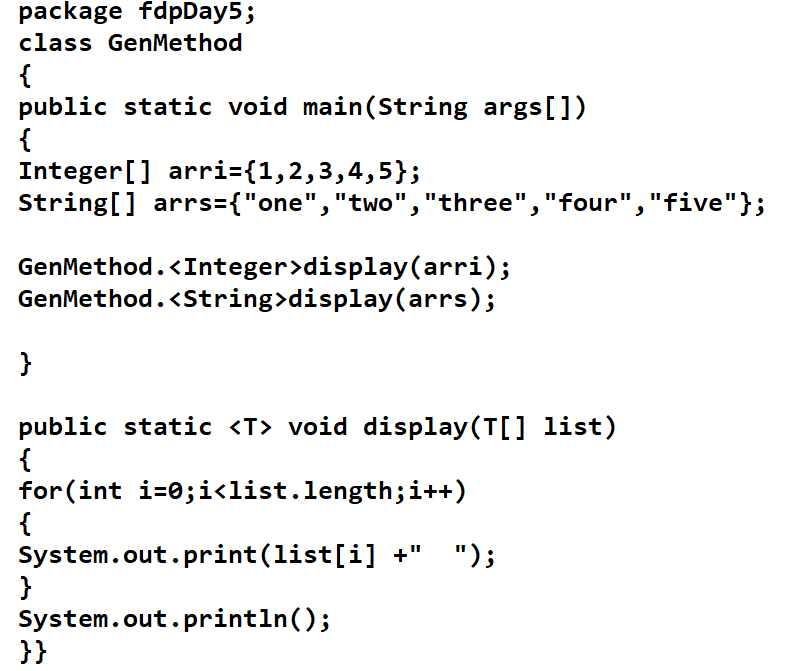 package fdpDay5;
class GenMethod
{
public static void main(String args[])
{
Integer[] arri={1,2,3,4,5};
String[] arrs={"one","two","three","four","five"};
GenMethod.<Integer>display(arri);
GenMethod.<String>display(arrs);
}
public static <T> void display(T[] list)
{
for(int i=0;i<list.length;i++)
{
System.out.print(list[i] +"  ");
}
System.out.println();
}}